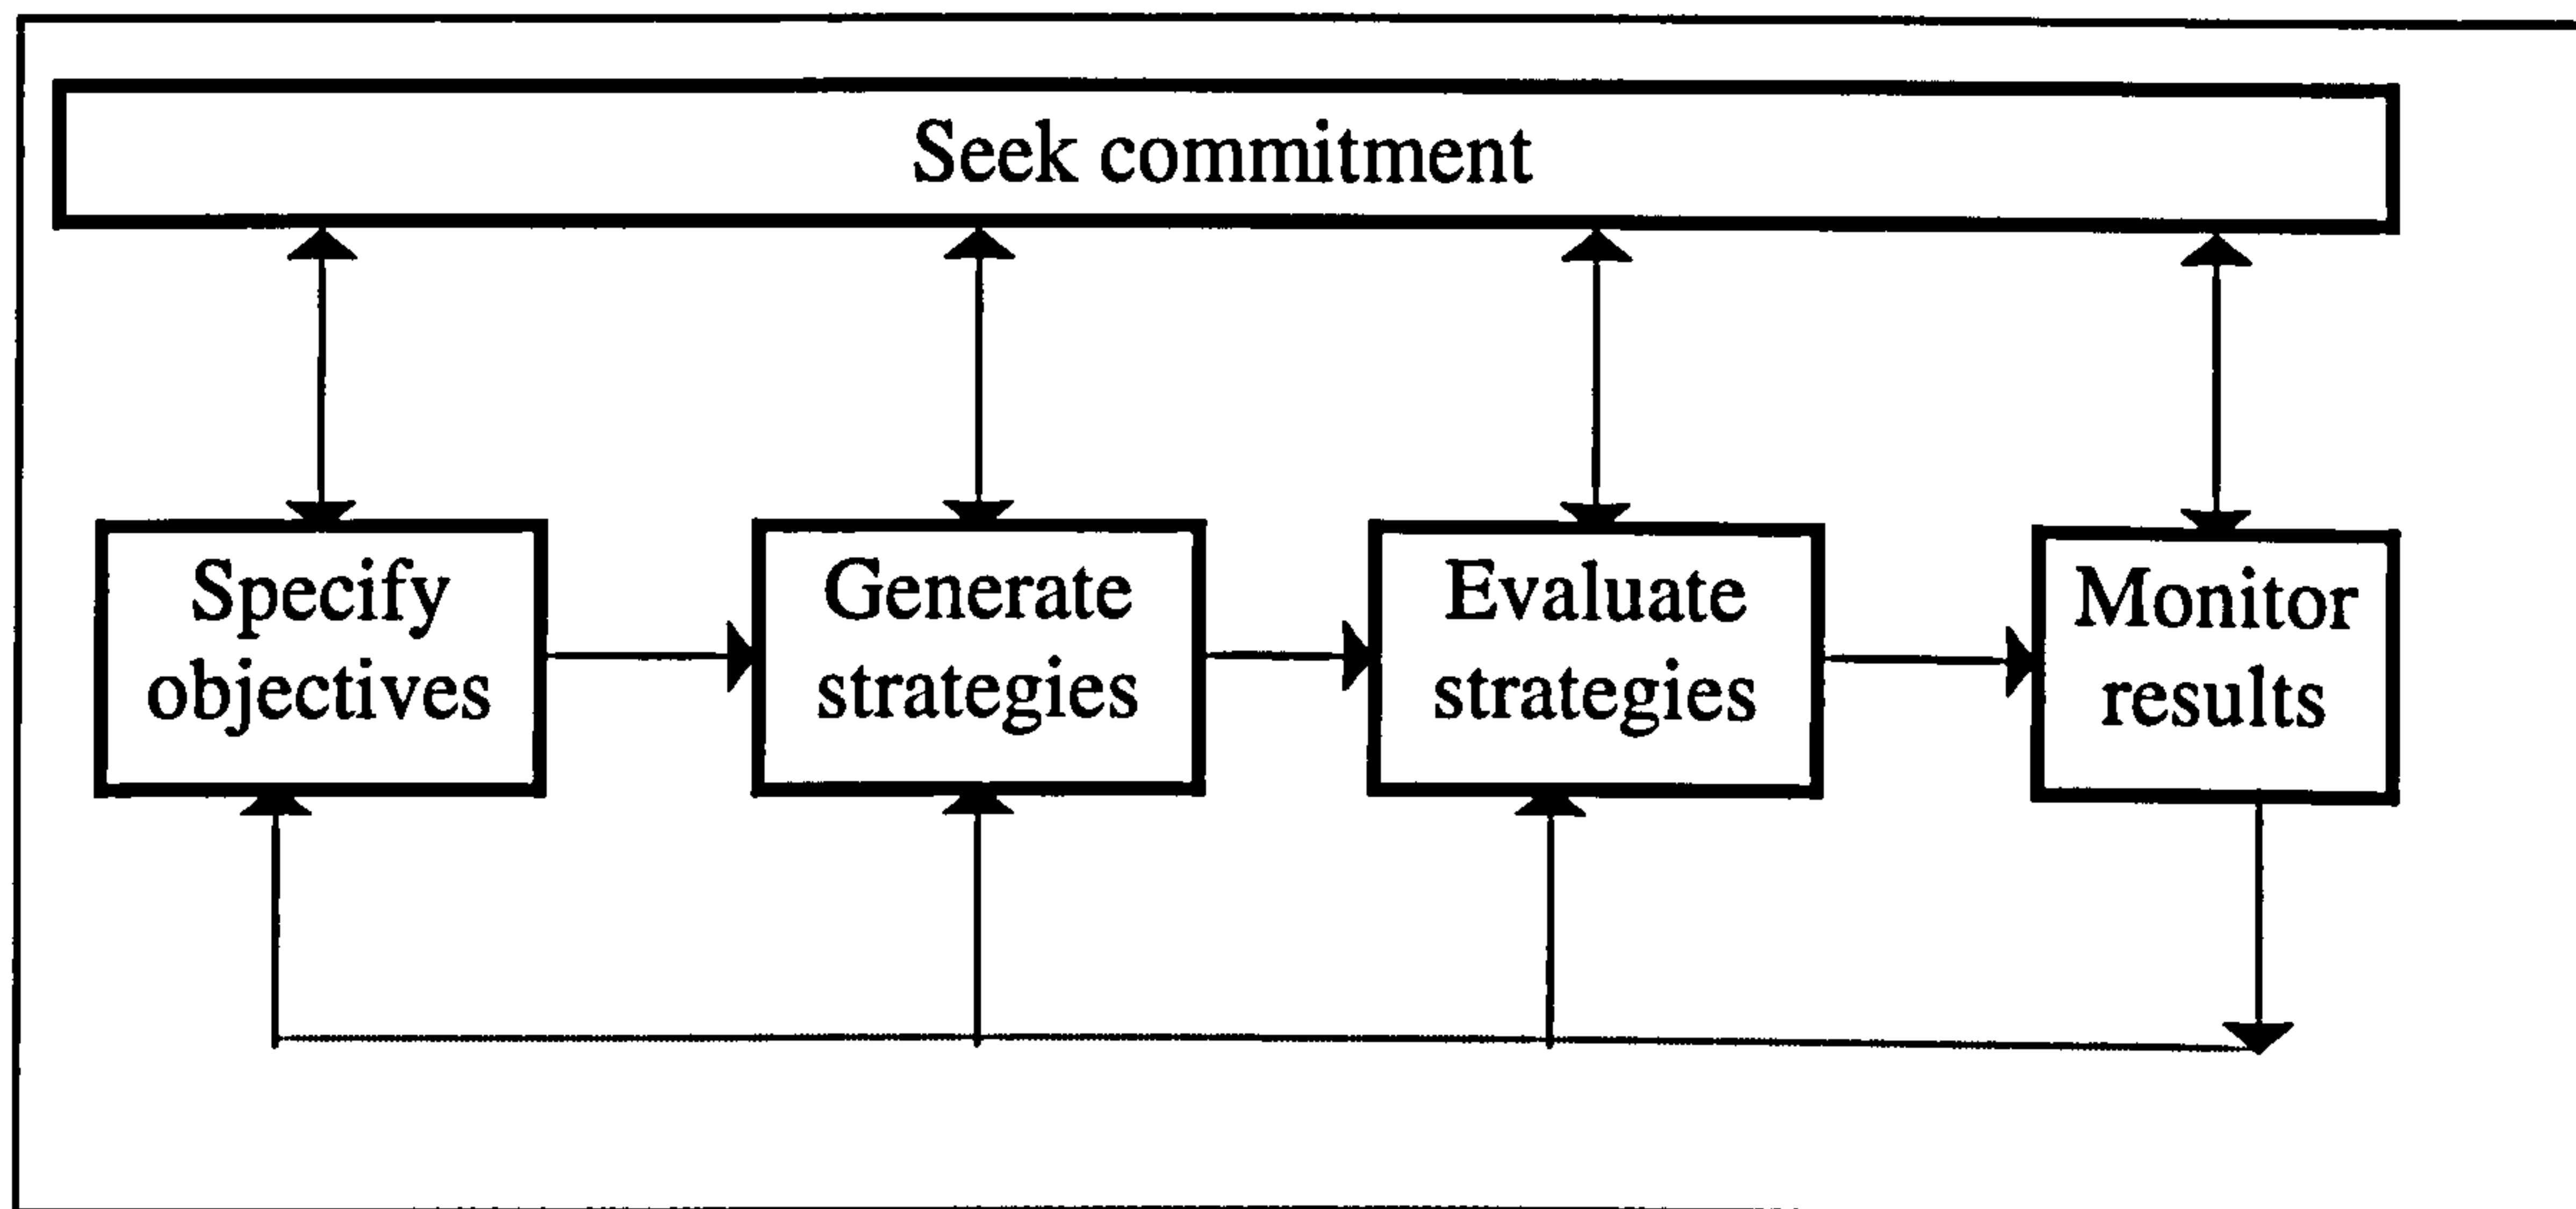 Seek commitment
Specify
objectives
Generate
strategies
Evaluate
strategies
Monitor
results